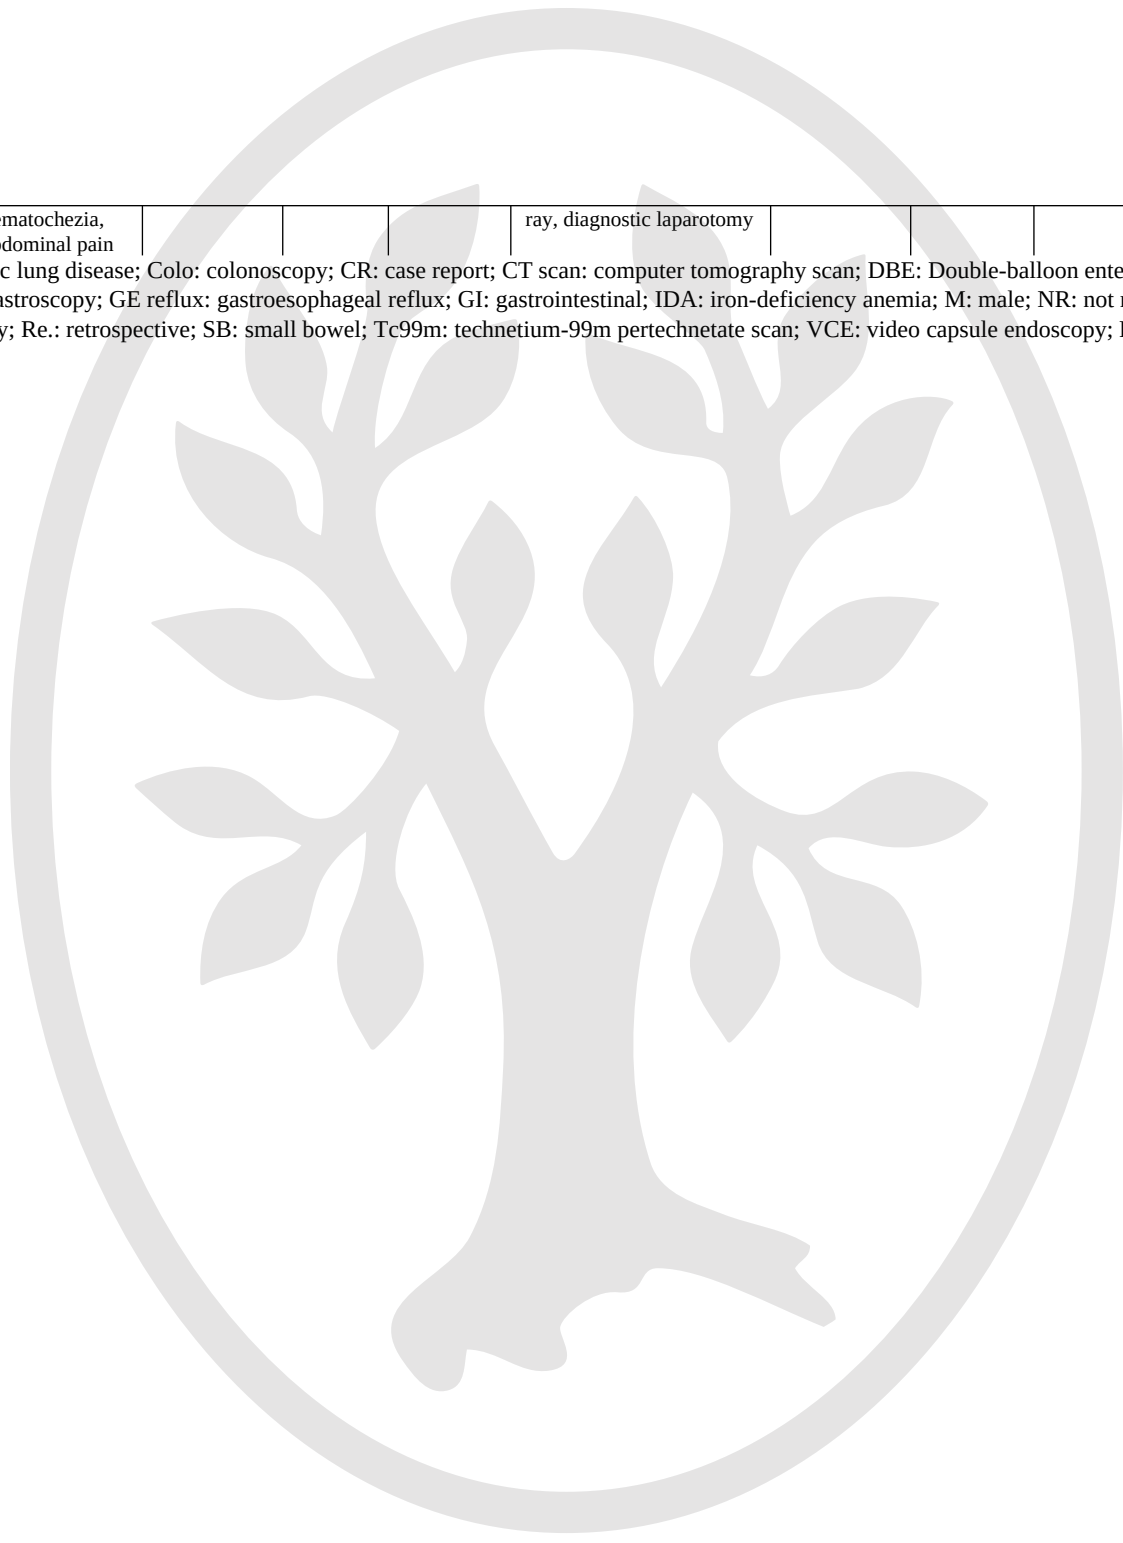 ematochezia, ray, diagnostic laparotomy
dominal pain
c lung disease; Colo: colonoscopy; CR: case report; CT scan: computer tomography scan; DBE: Double-balloon ente
astroscopy; GE reflux: gastroesophageal reflux; GI: gastrointestinal; IDA: iron-deficiency anemia; M: male; NR: not
y; Re.: retrospective; SB: small bowel; Tc99m: technetium-99m pertechnetate scan; VCE: video capsule endoscopy;